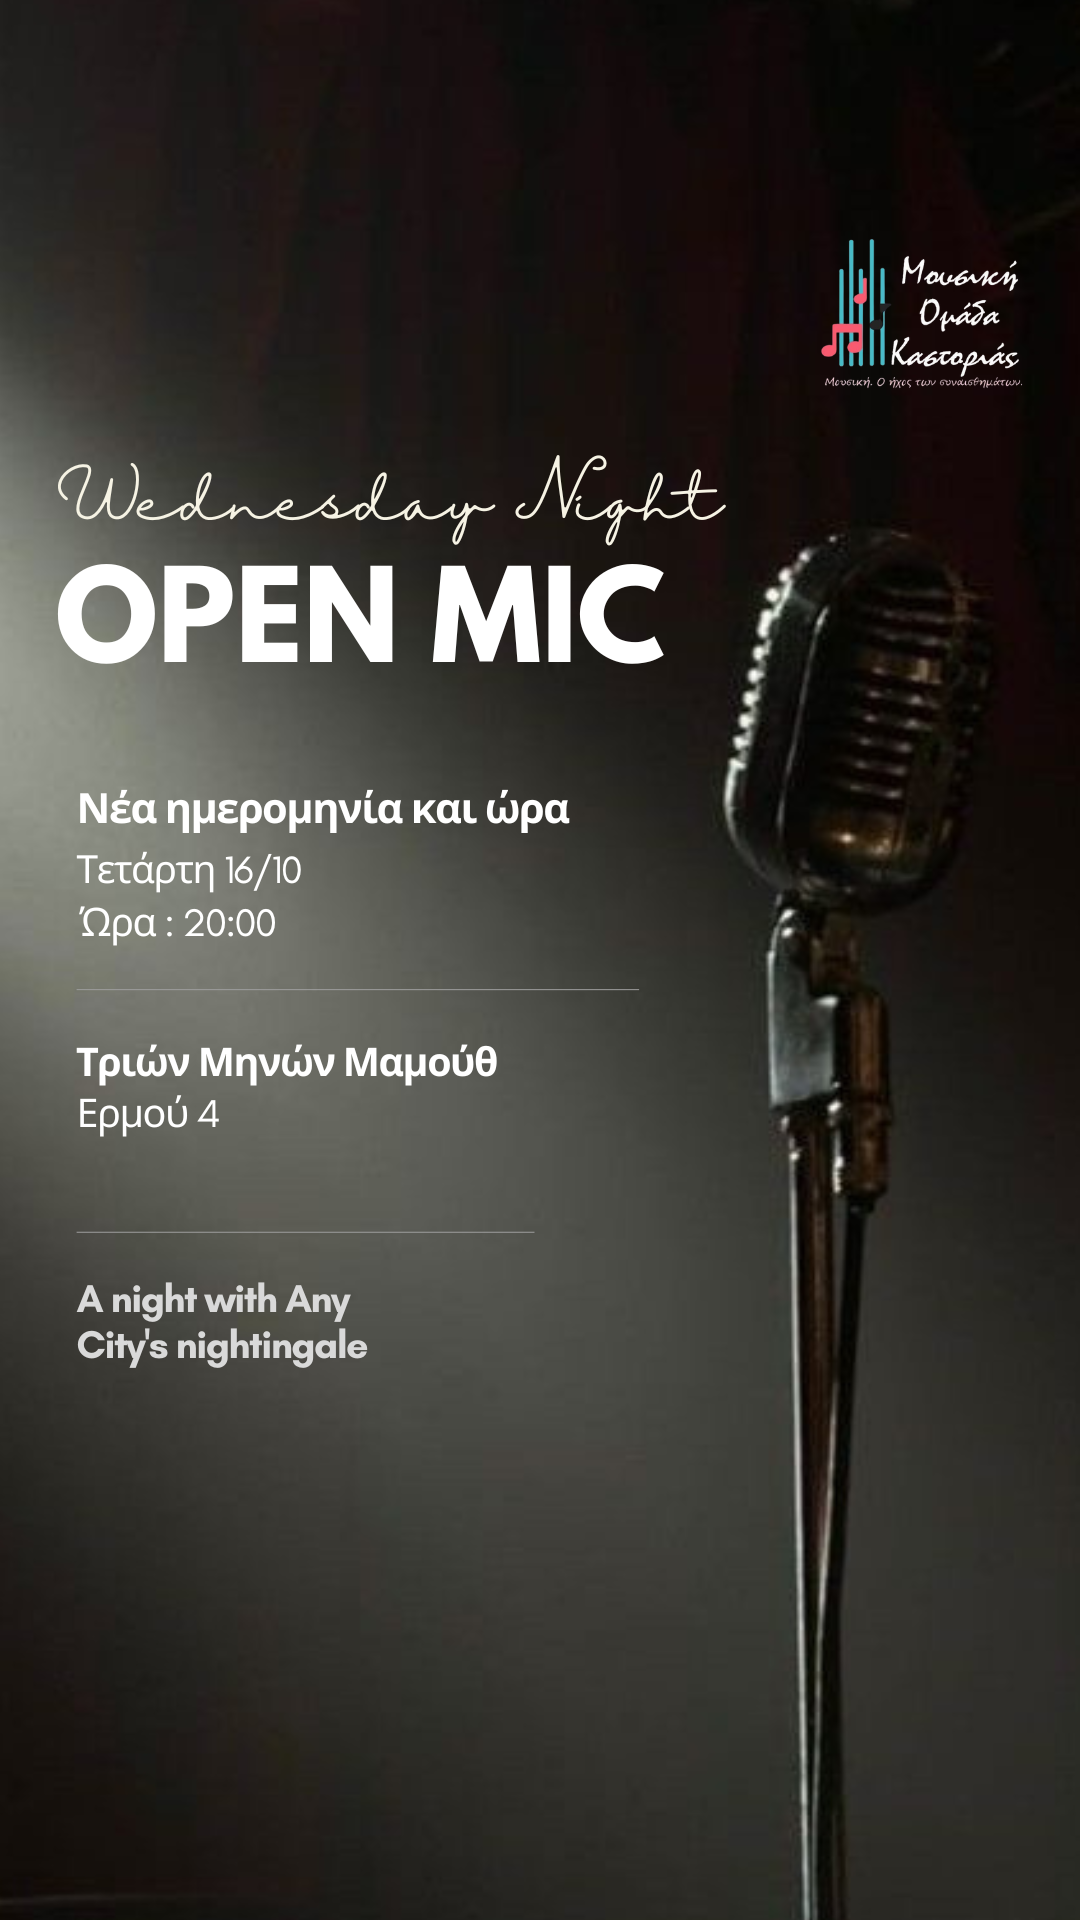 Μουσική
Ομάδα
Καστοριάς
Μουσική. Ο ήχος των συναισθημάτων.
Wednesday Night
OPEN MIC
Νέα ημερομηνία και ώρα
Τετάρτη 16/10
Ώρα : 20:00
Τριών Μηνών Μαμούθ
Ερμού 4
A night with Any
City's nightingale